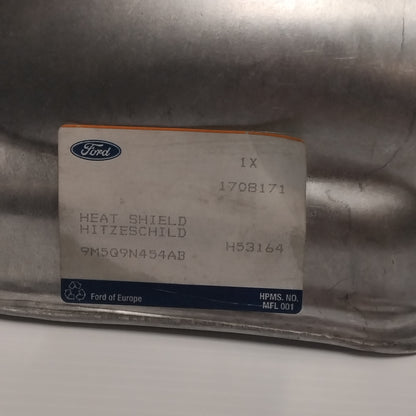 Ford
1X
1708171
HEAT SHIELD
HITZESCHILD
9M5Q9N454AB H53164
Ford of Europe
HPMS. NO.
MFL 001